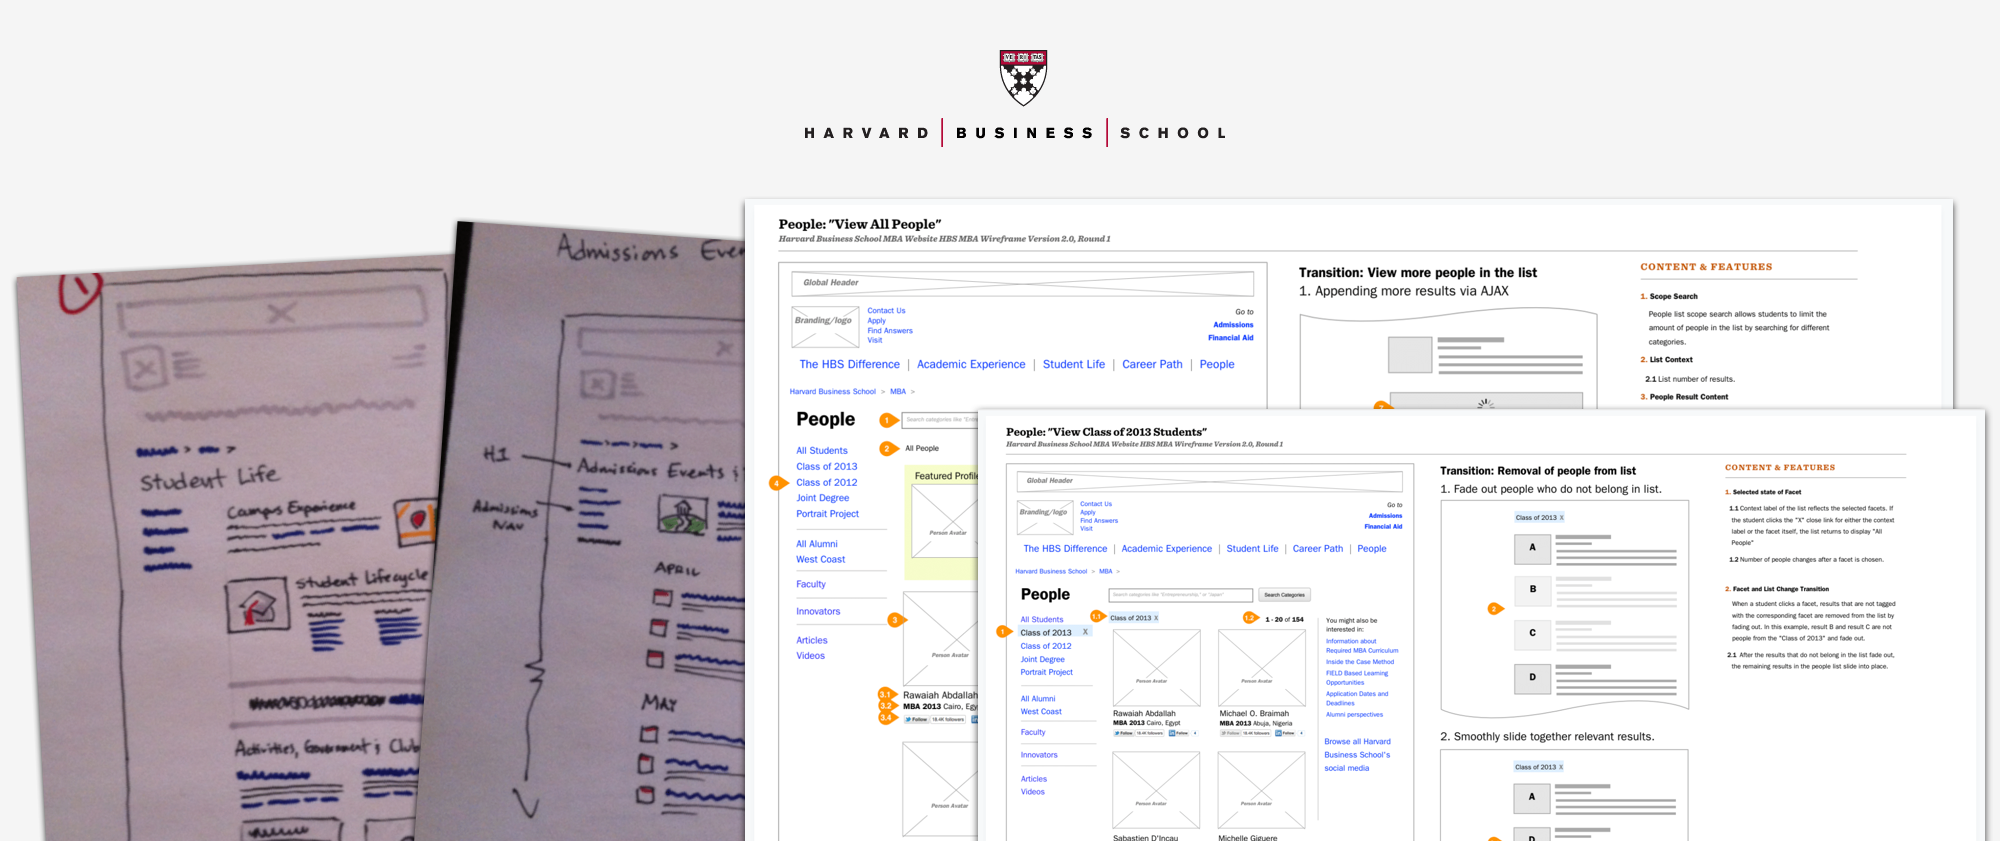 VE RI TAS
HARVARD | BUSINESS | SCHOOL
1
Student Life
Campus Experience
Student Lifecycle
Activities, Government & Club
Admissions Eve
H1
Admissions Events &
Admissions
NAV
APRIL
MAY
People: "View All People"
Harvard Business School MBA Website HBS MBA Wireframe Version 2.0, Round 1
Global Header
Branding/logo
Contact Us
Apply
Find Answers
Visit
Go to
Admissions
Financial Aid
The HBS Difference | Academic Experience | Student Life | Career Path | People
Harvard Business School > MBA >
People
1
Search categories like "Entre
2
All People
All Students
Class of 2013
4
Class of 2012
Joint Degree
Portrait Project
All Alumni
West Coast
Faculty
Innovators
Articles
Videos
Featured Profile
Person Avatar
3
Person Avatar
3.1
Rawaiah Abdallah
3.2
MBA 2013 Cairo, Egy
3.4
Follow 18.4K followers
Person Avatar
Transition: View more people in the list
1. Appending more results via AJAX
CONTENT & FEATURES
1. Scope Search
People list scope search allows students to limit the
amount of people in the list by searching for different
categories.
2. List Context
2.1 List number of results.
3. People Result Content
People: "View Class of 2013 Students"
Harvard Business School MBA Website HBS MBA Wireframe Version 2.0, Round 1
Global Header
Branding/logo
Contact Us
Apply
Find Answers
Visit
Go to
Admissions
Financial Aid
The HBS Difference | Academic Experience | Student Life | Career Path | People
Harvard Business School > MBA >
People
Search categories like "Entrepreneurship," or "Japan"
Search Categories
All Students
1
Class of 2013 X
Class of 2012
Joint Degree
Portrait Project
All Alumni
West Coast
Faculty
Innovators
Articles
Videos
1.1
Class of 2013 X
1.2
1 - 20 of 154
Person Avatar
Person Avatar
Rawaiah Abdallah
MBA 2013 Cairo, Egypt
Follow 18.4K followers in Follow 4
Michael O. Braimah
MBA 2013 Abuja, Nigeria
Follow 18.4K followers in Follow 4
Person Avatar
Person Avatar
Sabastien D'Incau
Michelle Giguere
You might also be
interested in:
Information about
Required MBA Curriculum
Inside the Case Method
FIELD Based Learning
Opportunities
Application Dates and
Deadlines
Alumni perspectives
Browse all Harvard
Business School's
social media
Transition: Removal of people from list
1. Fade out people who do not belong in list.
Class of 2013 X
A
B
2
C
D
2. Smoothly slide together relevant results.
Class of 2013 X
A
D
CONTENT & FEATURES
1. Selected state of Facet
1.1 Context label of the list reflects the selected facets. If
the student clicks the "X" close link for either the context
label or the facet itself, the list returns to display "All
People"
1.2 Number of people changes after a facet is chosen.
2. Facet and List Change Transition
When a student clicks a facet, results that are not tagged
with the corresponding facet are removed from the list by
fading out. In this example, result B and result C are not
people from the "Class of 2013" and fade out.
2.1 After the results that do not belong in the list fade out,
the remaining results in the people list slide into place.